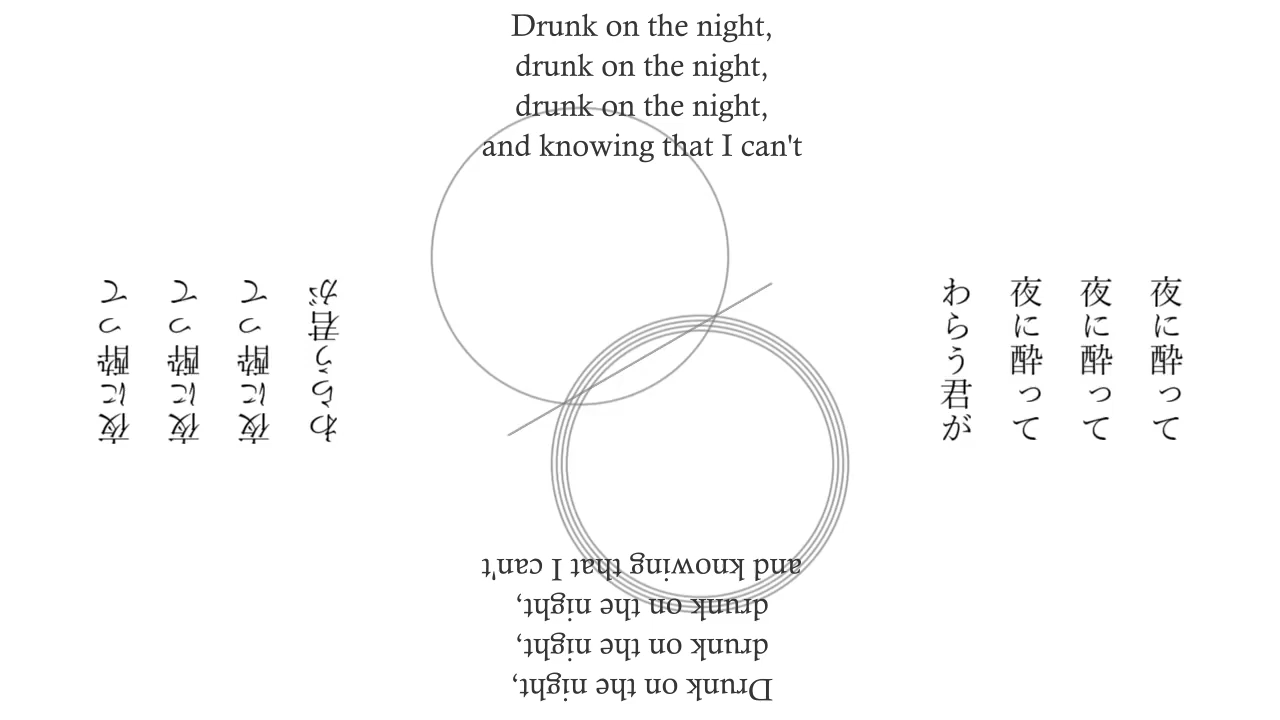 Drunk on the night,
drunk on the night,
drunk on the night,
and knowing that I can't
夜に酔って
夜に酔って
夜に酔って
わらう君が
夜に酔って
夜に酔って
夜に酔って
わらう君が
Drunk on the night,
drunk on the night,
drunk on the night,
and knowing that I can't